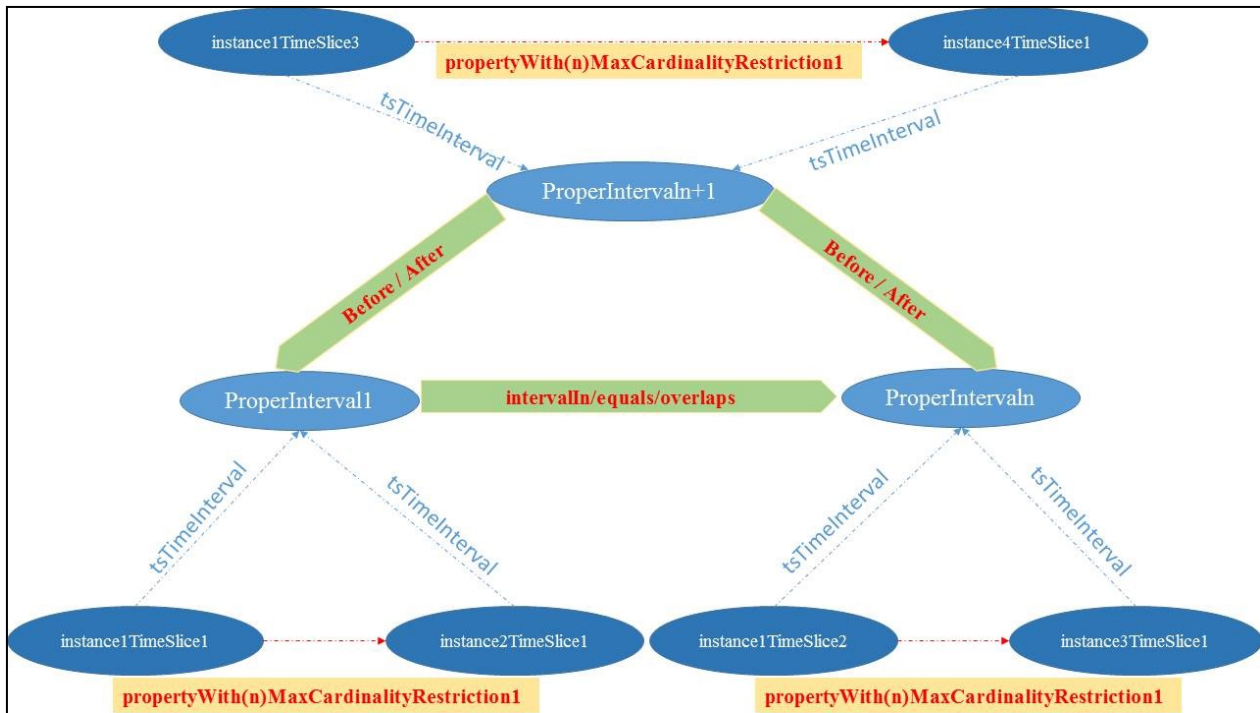 instance1TimeSlice3
instance4TimeSlice1
propertyWith(n)MaxCardinalityRestriction1
tsTimeInterval
tsTimeInterval
ProperIntervaln+1
Before / After
Before / After
ProperInterval1
intervalIn/equals/overlaps
ProperIntervaln
tsTimeInterval
tsTimeInterval
tsTimeInterval
tsTimeInterval
instance1TimeSlice1
instance2TimeSlice1
instance1TimeSlice2
instance3TimeSlice1
propertyWith(n)MaxCardinalityRestriction1
propertyWith(n)MaxCardinalityRestriction1